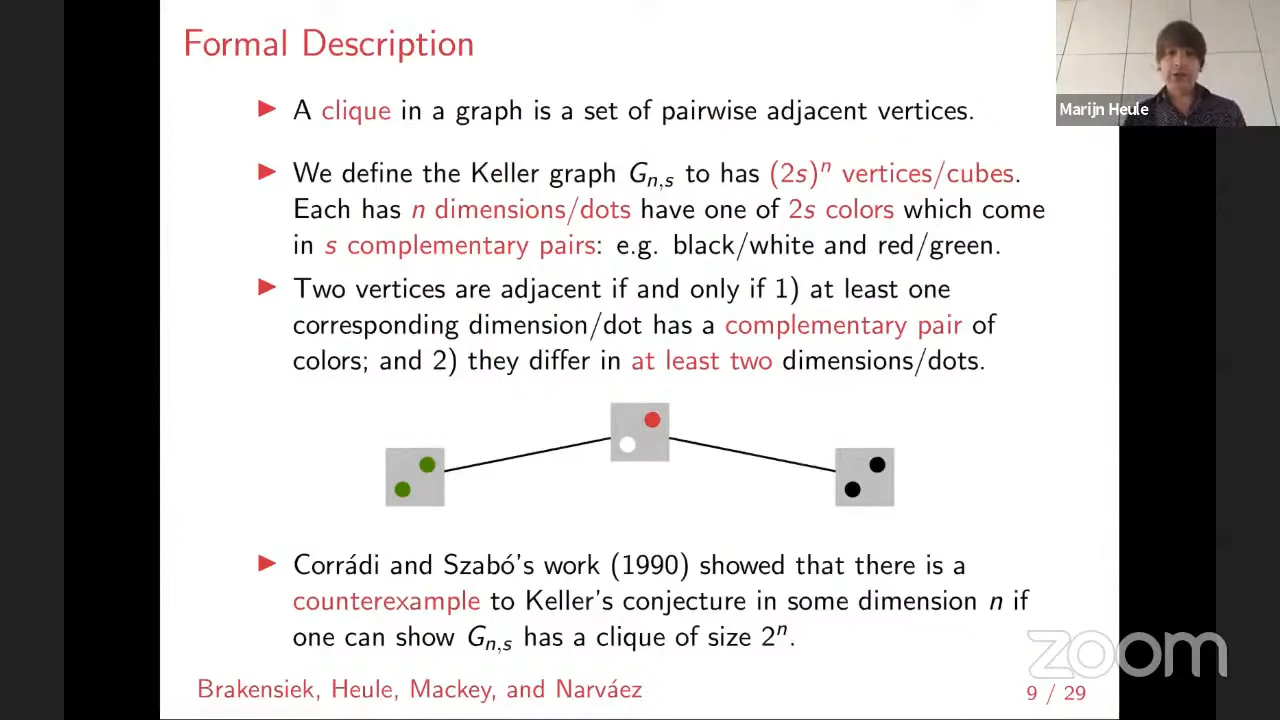 Formal Description
Marijn Heule
▶ A clique in a graph is a set of pairwise adjacent vertices.
▶ We define the Keller graph Gn,s to has (2s)ⁿ vertices/cubes.
Each has n dimensions/dots have one of 2s colors which come
in s complementary pairs: e.g. black/white and red/green.
▶ Two vertices are adjacent if and only if 1) at least one
corresponding dimension/dot has a complementary pair of
colors; and 2) they differ in at least two dimensions/dots.
▶ Corrádi and Szabó's work (1990) showed that there is a
counterexample to Keller's conjecture in some dimension n if
one can show Gn,s has a clique of size 2ⁿ.
zoom
Brakensiek, Heule, Mackey, and Narváez
9 / 29